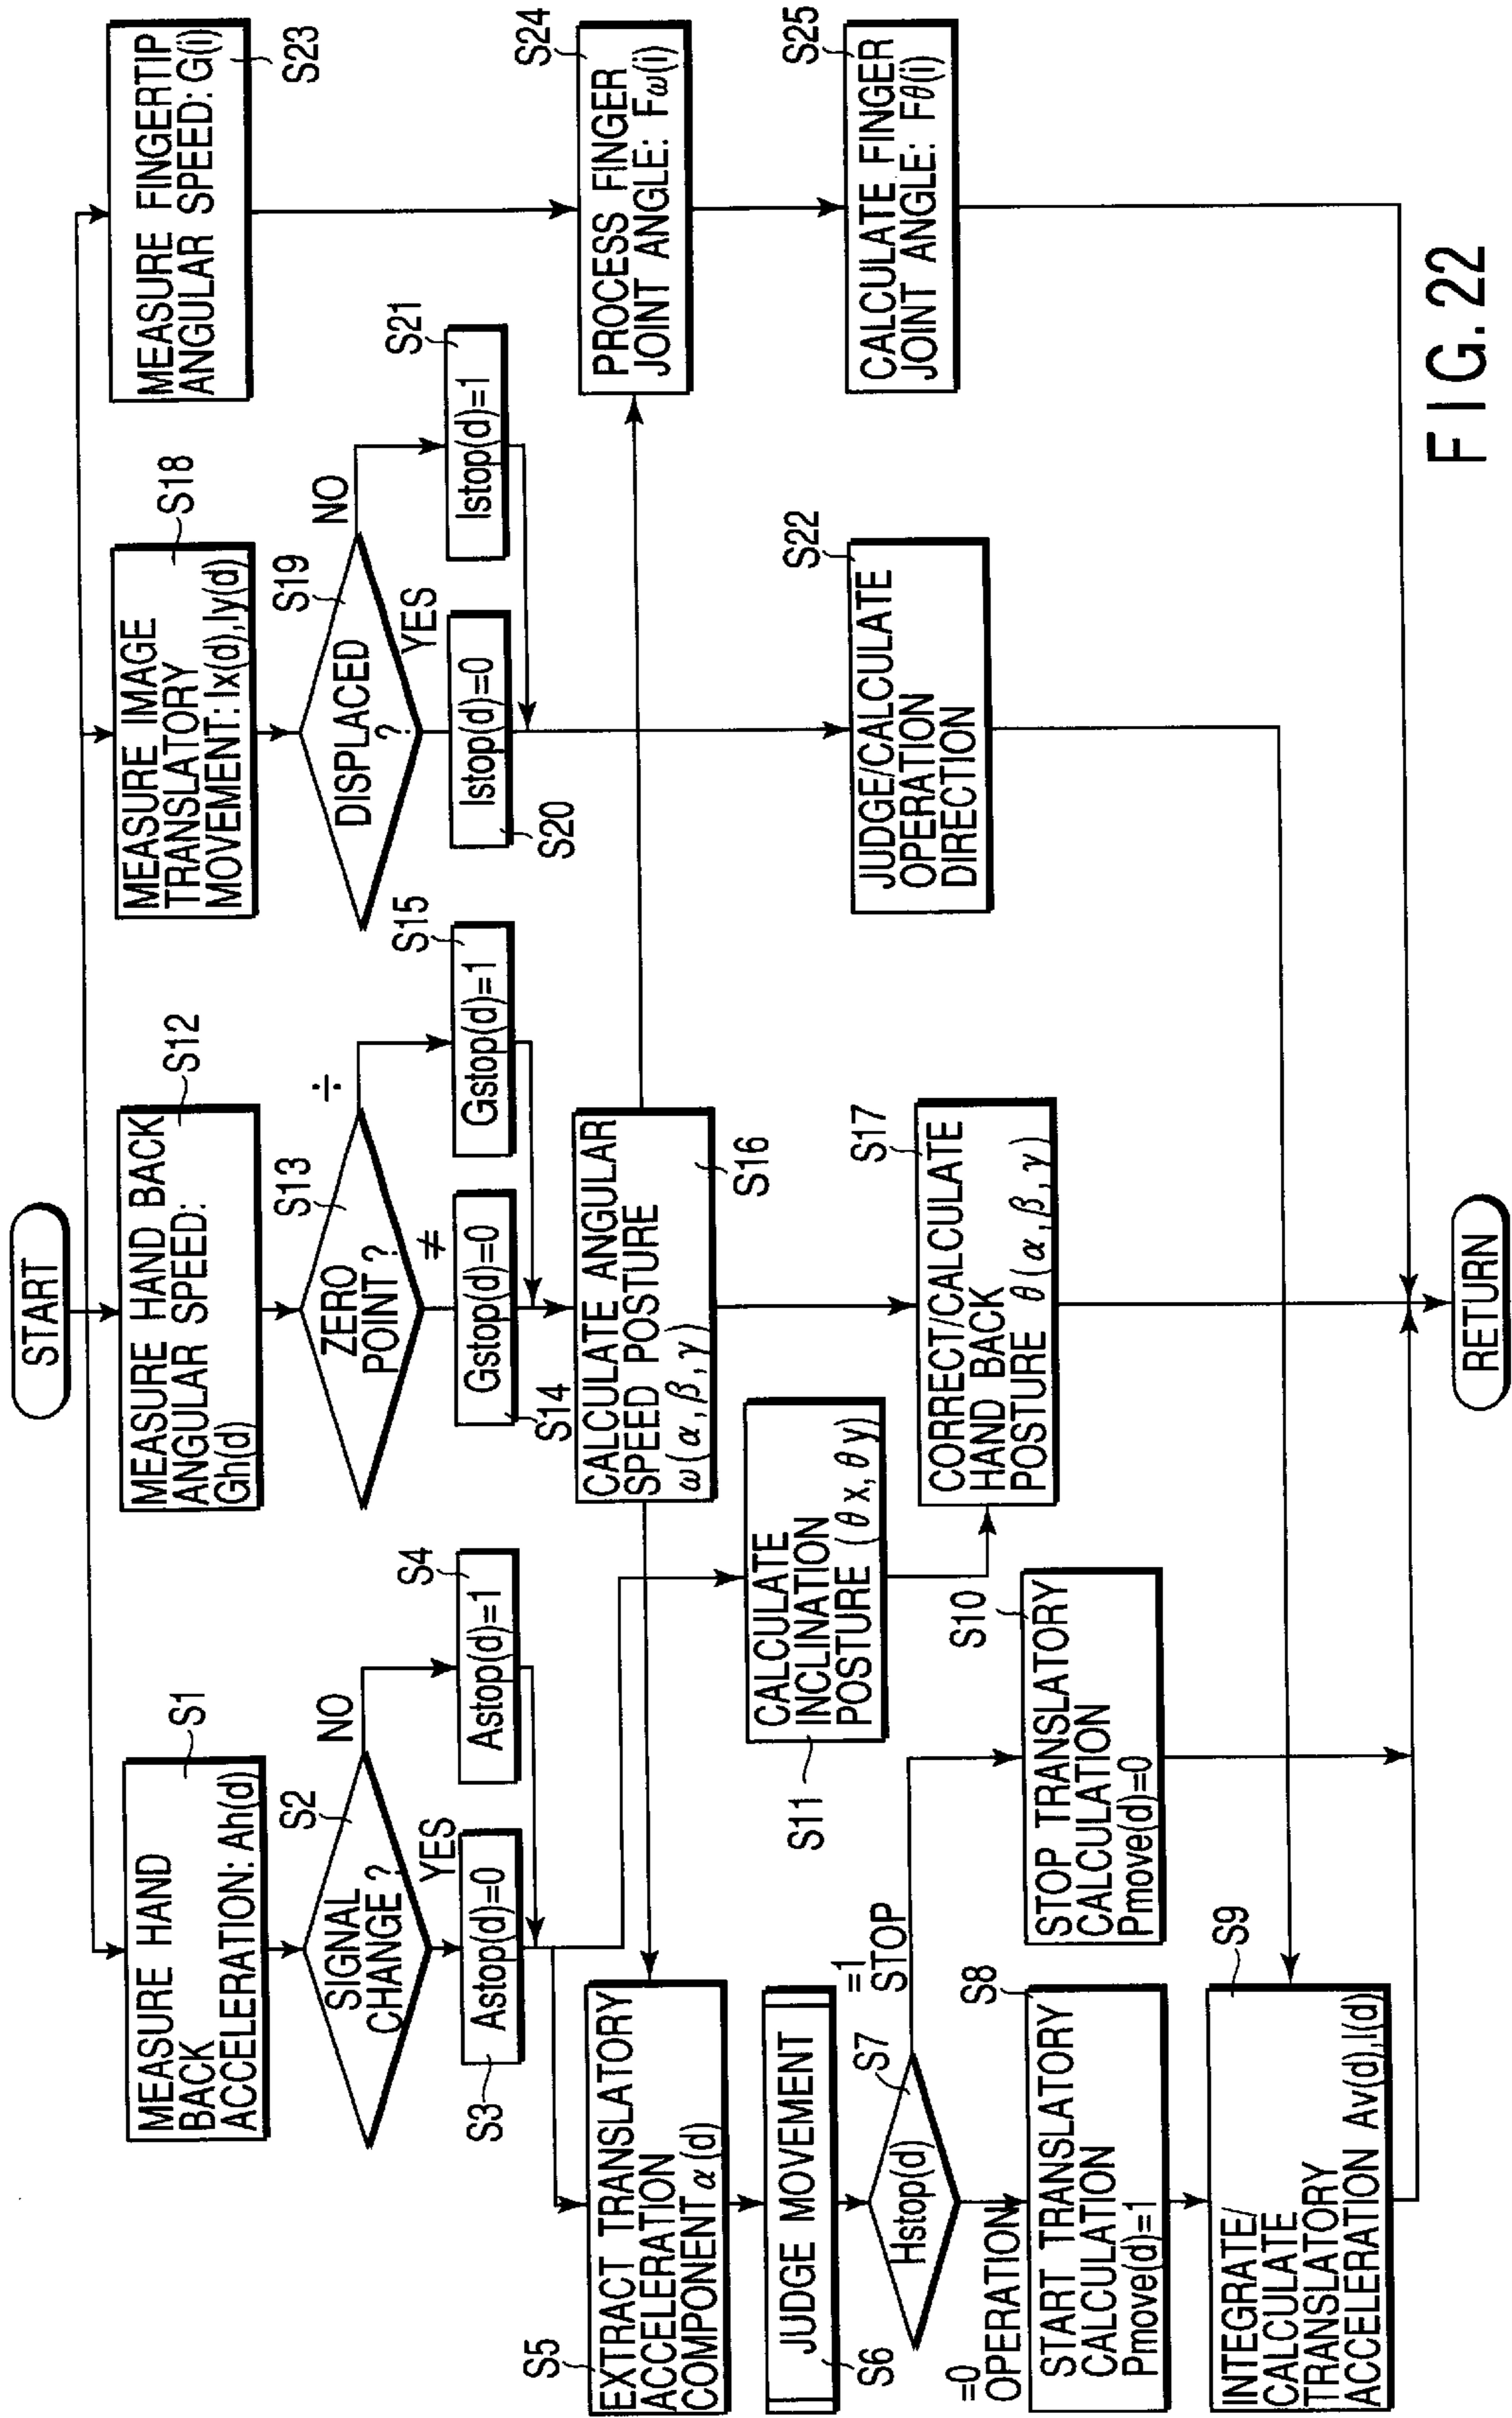 START
MEASURE HAND
BACK
ACCELERATION: Ah(d)
S1
SIGNAL
CHANGE?
S2
YES
NO
Astop(d)=0
S3
Astop(d)=1
S4
EXTRACT TRANSLATORY
ACCELERATION
COMPONENT α(d)
S5
JUDGE MOVEMENT
S6
Hstop(d)
S7
=0
OPERATION
=1
STOP
START TRANSLATORY
CALCULATION
Pmove(d)=1
S8
INTEGRATE/
CALCULATE
TRANSLATORY
ACCELERATION Av(d),I(d)
S9
STOP TRANSLATORY
CALCULATION
Pmove(d)=0
S10
CALCULATE
INCLINATION
POSTURE (θx,θy)
S11
MEASURE HAND BACK
ANGULAR SPEED:
Gh(d)
S12
ZERO
POINT?
S13
≠
÷
Gstop(d)=0
S14
Gstop(d)=1
S15
CALCULATE ANGULAR
SPEED POSTURE
ω(α,β,γ)
S16
CORRECT/CALCULATE
HAND BACK
POSTURE θ(α,β,γ)
S17
MEASURE IMAGE
TRANSLATORY
MOVEMENT: Ix(d),Iy(d)
S18
DISPLACED
?
S19
YES
NO
Istop(d)=0
S20
Istop(d)=1
S21
JUDGE/CALCULATE
OPERATION
DIRECTION
S22
MEASURE FINGERTIP
ANGULAR SPEED: G(i)
S23
PROCESS FINGER
JOINT ANGLE: Fω(i)
S24
CALCULATE FINGER
JOINT ANGLE: Fθ(i)
S25
RETURN
FIG. 22